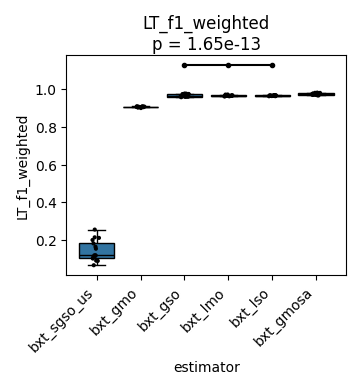 LT_f1_weighted
p = 1.65e-13
LT_f1_weighted
1.0
0.8
0.6
0.4
0.2
bxt_sgso_us
bxt_gmo
bxt_gso
bxt_lmo
bxt_lso
bxt_gmosa
estimator